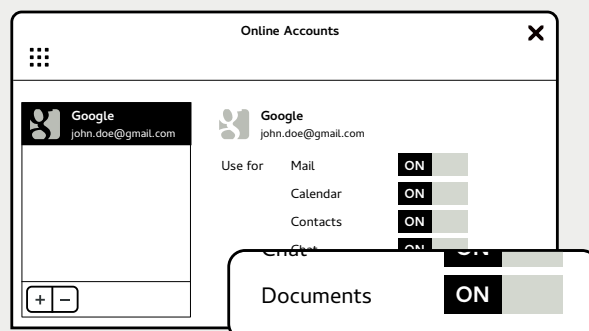 Online Accounts
Google
john.doe@gmail.com
Google
john.doe@gmail.com
Use for Mail ON
Calendar ON
Contacts ON
Chat ON
Documents ON